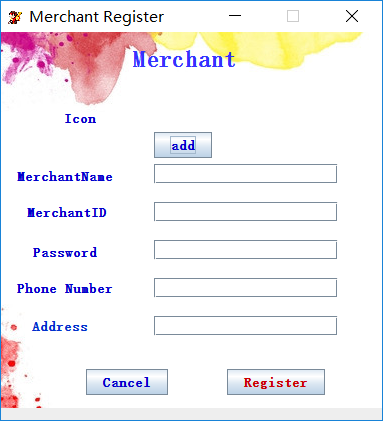 Merchant Register
Merchant
Icon
add
MerchantName
MerchantID
Password
Phone Number
Address
Cancel Register